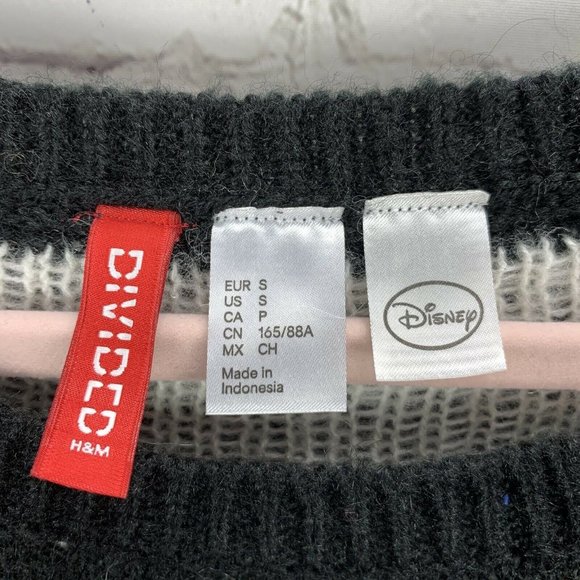 DIVIDED
H&M
EUR S
US S
CA P
CN 165/88A
MX CH
Made in
Indonesia
Disney